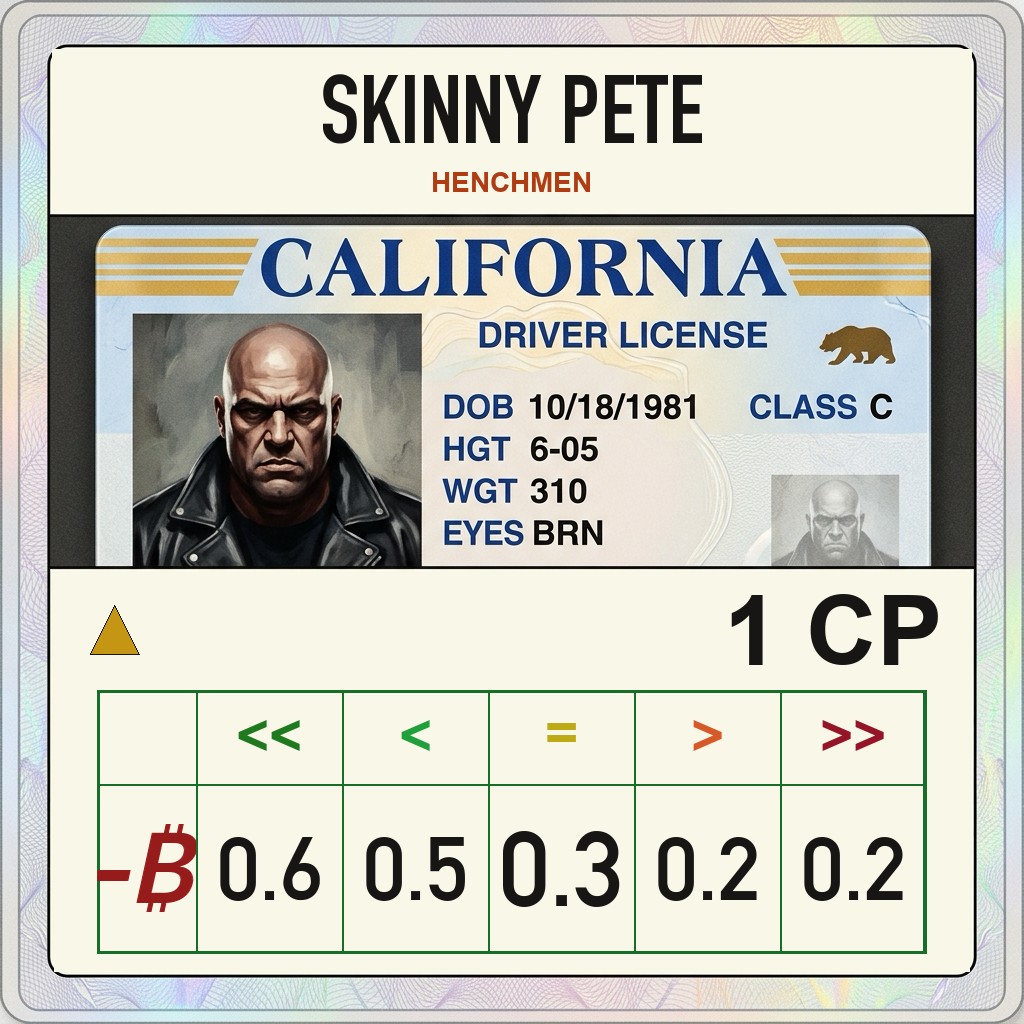 SKINNY PETE
HENCHMEN
CALIFORNIA
DRIVER LICENSE
DOB 10/18/1981 CLASS C
HGT 6-05
WGT 310
EYES BRN
1 CP
<< < = > >>
-₿ 0.6 0.5 0.3 0.2 0.2